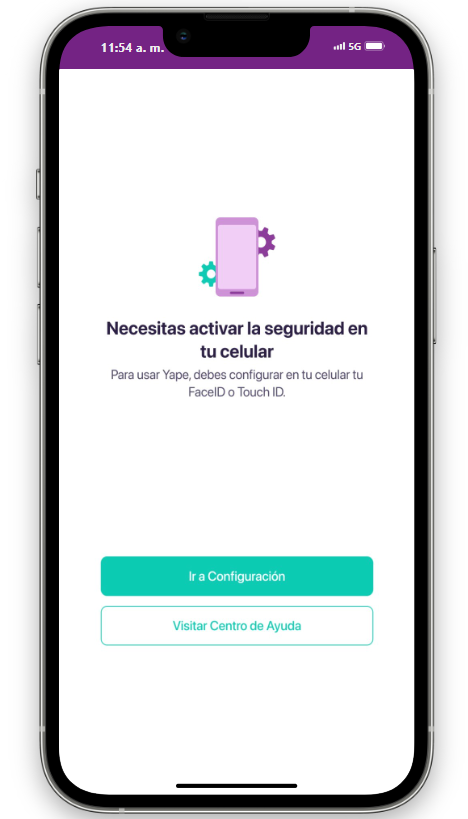 11:54 a. m.
5G
Necesitas activar la seguridad en
tu celular
Para usar Yape, debes configurar en tu celular tu
FaceID o Touch ID.
Ir a Configuración
Visitar Centro de Ayuda